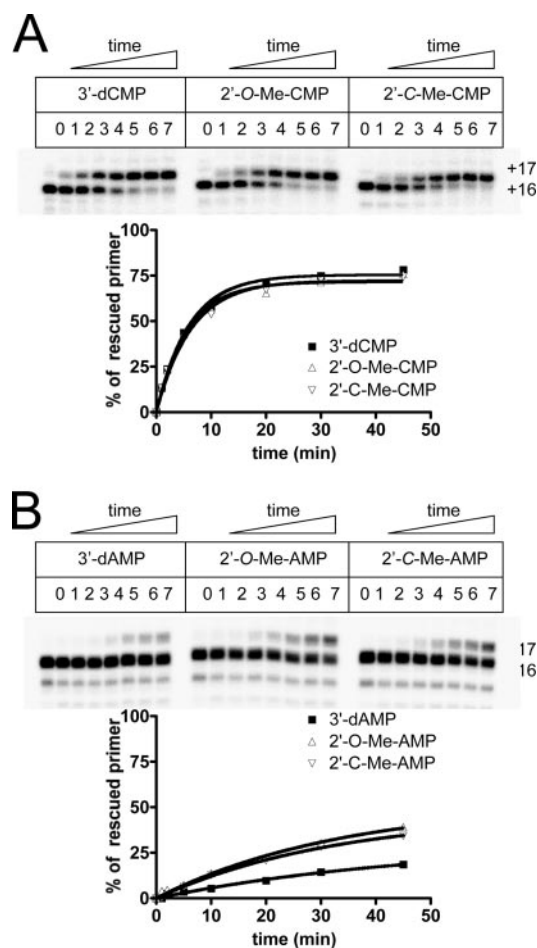 A
time time time
3'-dCMP 2'-O-Me-CMP 2'-C-Me-CMP
0 1 2 3 4 5 6 7 0 1 2 3 4 5 6 7 0 1 2 3 4 5 6 7
+17
+16
% of rescued primer
100
75
50
25
0
3'-dCMP
2'-O-Me-CMP
2'-C-Me-CMP
0 10 20 30 40 50
time (min)
B
time time time
3'-dAMP 2'-O-Me-AMP 2'-C-Me-AMP
0 1 2 3 4 5 6 7 0 1 2 3 4 5 6 7 0 1 2 3 4 5 6 7
17
16
% of rescued primer
100
75
50
25
0
3'-dAMP
2'-O-Me-AMP
2'-C-Me-AMP
0 10 20 30 40 50
time (min)